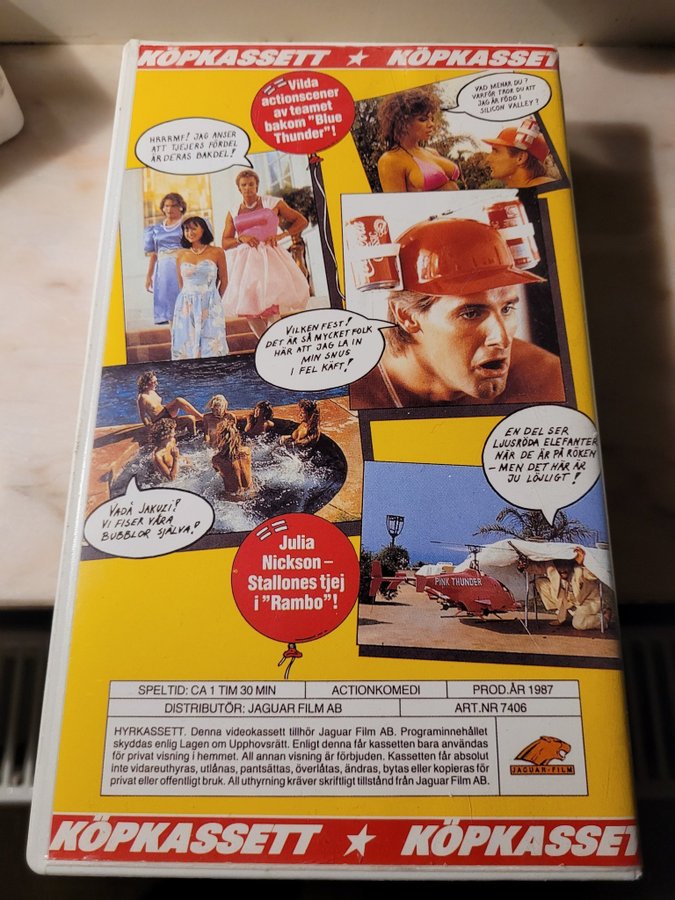 KÖPKASSETT ★ KÖPKASSET
Vilda
actionscener
av teamet
bakom "Blue
Thunder"!
VAD MENAR DU?
VARFÖR TROR DU ATT
JAG ÄR FÖDD I
SILICON VALLEY?
HRRRMF! JAG ANSER
ATT TJEJERS FÖRDEL
ÄR DERAS BAKDEL!
VILKEN FEST!
DET ÄR SÅ MYCKET FOLK
HÄR ATT JAG LA IN
MIN SNUS
I FEL KÄFT!
EN DEL SER
LJUSRÖDA ELEFANTER
NÄR DE ÄR PÅ RÖKEN
– MEN DET HÄR ÄR
JU LÖJLIGT!
VADÅ JAKUZI?
VI FISER VÅRA
BUBBLOR SJÄLVA!
Julia
Nickson –
Stallones tjej
i "Rambo"!
PINK THUNDER
SPELTID: CA 1 TIM 30 MIN ACTIONKOMEDI PROD.ÅR 1987
DISTRIBUTÖR: JAGUAR FILM AB ART.NR 7406
HYRKASSETT. Denna videokassett tillhör Jaguar Film AB. Programinnehållet
skyddas enlig Lagen om Upphovsrätt. Enligt denna får kassetten bara användas
för privat visning i hemmet. All annan visning är förbjuden. Kassetten får absolut
inte vidareuthyras, utlånas, pantsättas, överlåtas, ändras, bytas eller kopieras för
privat eller offentligt bruk. All uthyrning kräver skriftligt tillstånd från Jaguar Film AB.
JAGUAR-FILM
KÖPKASSETT ★ KÖPKASSET